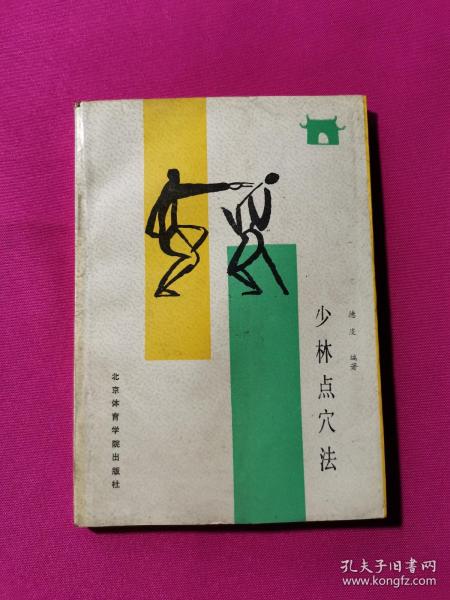 少林点穴法
德虔 编著
北京体育学院出版社
孔夫子旧书网
www.kongfz.com